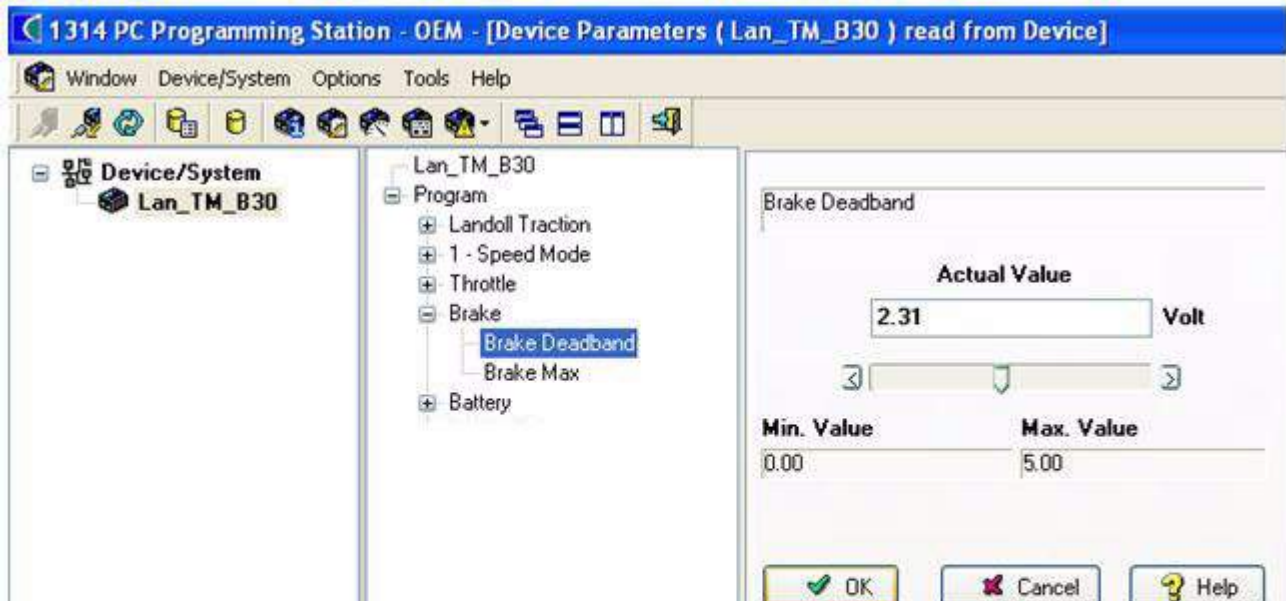 1314 PC Programming Station - OEM - [Device Parameters ( Lan_TM_B30 ) read from Device]
Window Device/System Options Tools Help
Device/System
Lan_TM_B30
Lan_TM_B30
Program
Landoll Traction
1 - Speed Mode
Throttle
Brake
Brake Deadband
Brake Max
Battery
Brake Deadband
Actual Value
2.31 Volt
Min. Value Max. Value
0.00 5.00
OK Cancel Help